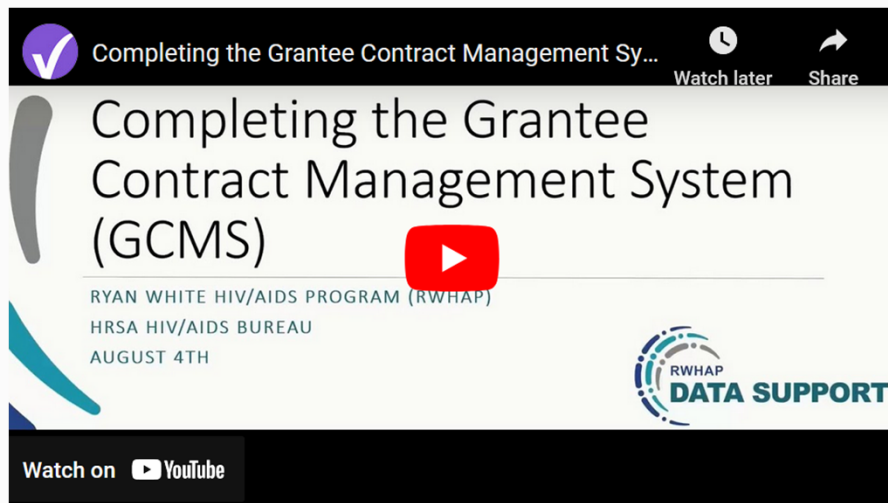 Completing the Grantee Contract Management Sy...
Watch later
Share
Completing the Grantee
Contract Management System
(GCMS)
RYAN WHITE HIV/AIDS PROGRAM (RWHAP)
HRSA HIV/AIDS BUREAU
AUGUST 4TH
RWHAP
DATA SUPPORT
Watch on YouTube